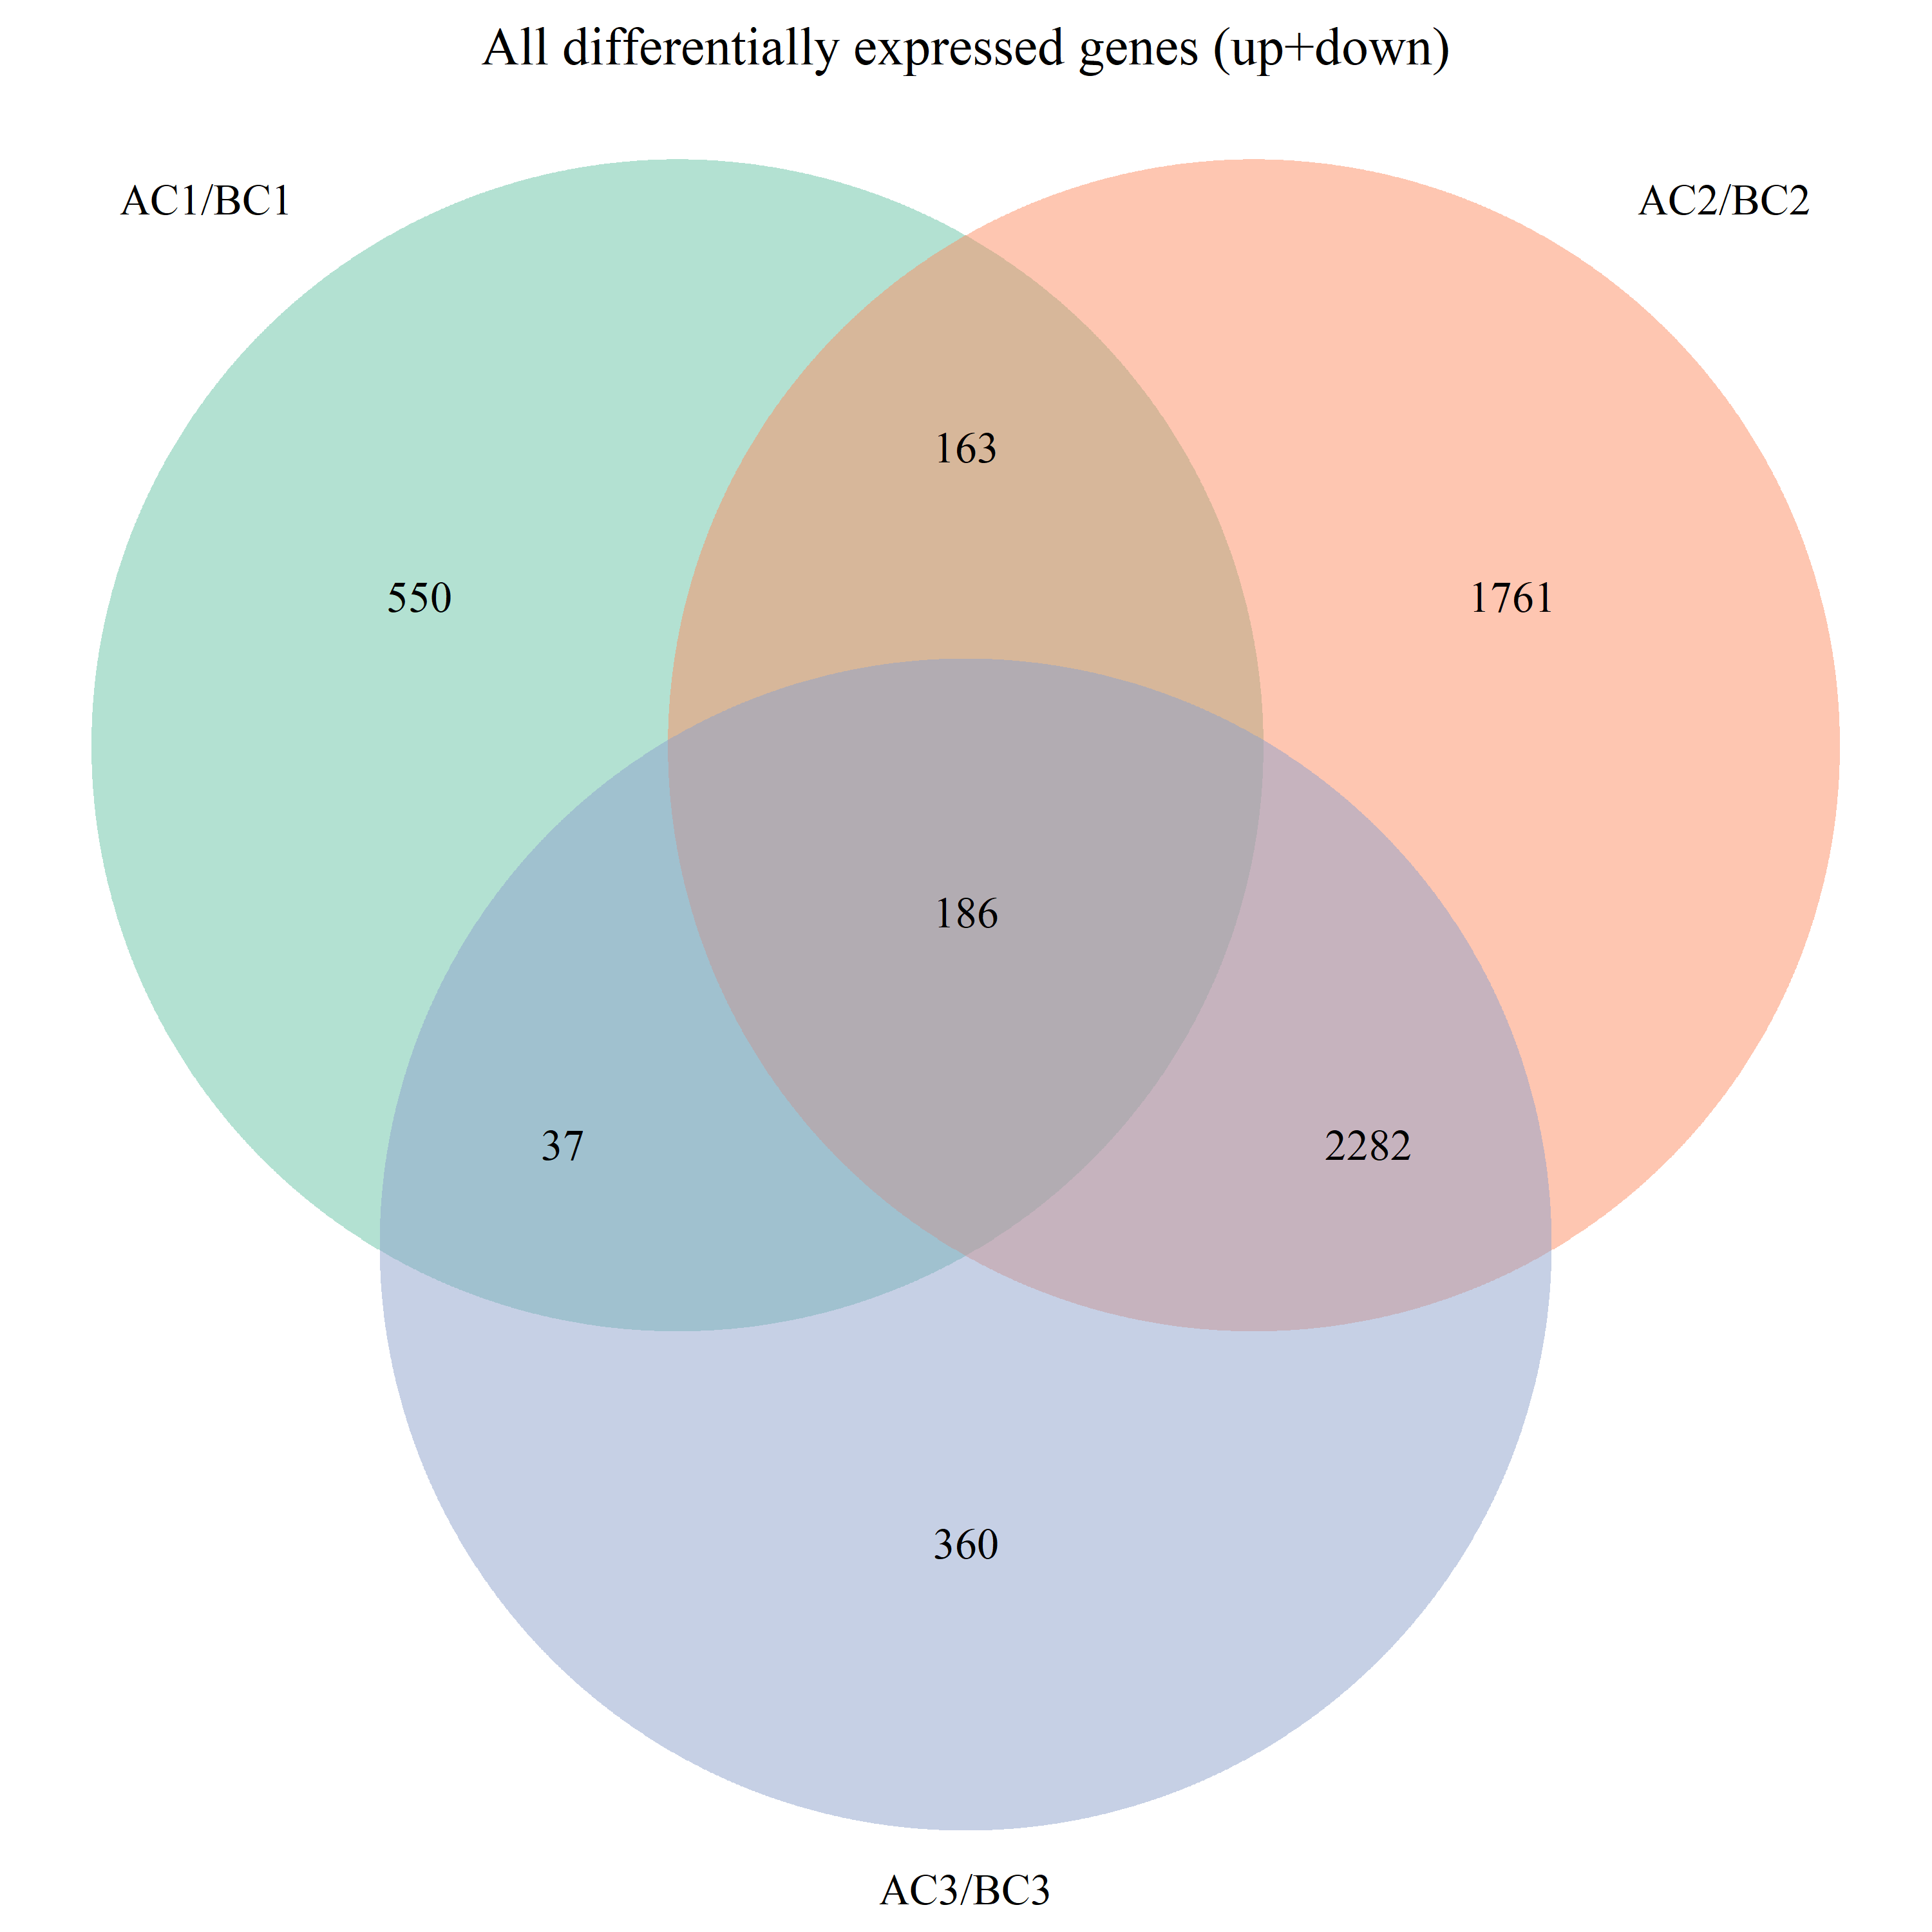 All differentially expressed genes (up+down)
AC1/BC1
AC2/BC2
163
550
1761
186
37
2282
360
AC3/BC3